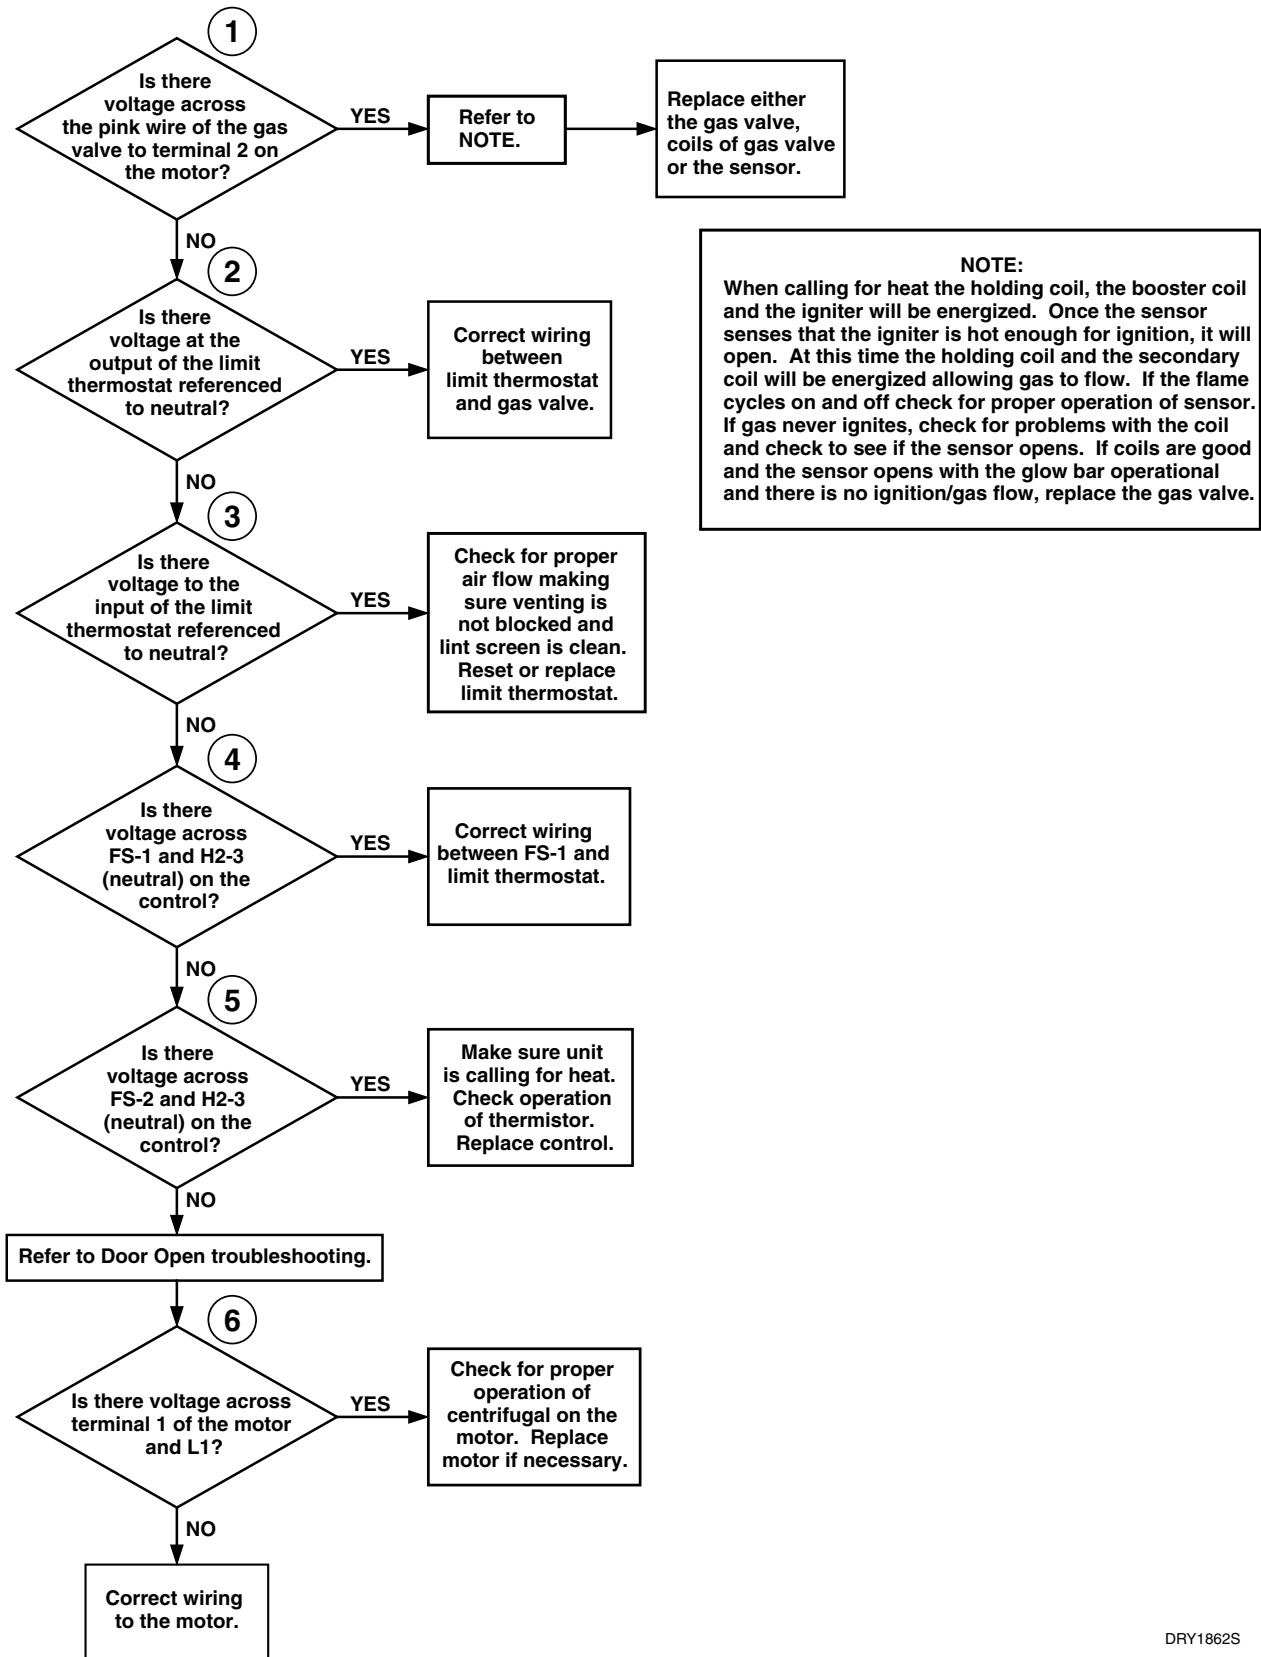 1
Is there
voltage across
the pink wire of the gas
valve to terminal 2 on
the motor?
YES
Refer to
NOTE.
Replace either
the gas valve,
coils of gas valve
or the sensor.
NO
NOTE:
When calling for heat the holding coil, the booster coil
and the igniter will be energized.  Once the sensor
senses that the igniter is hot enough for ignition, it will
open.  At this time the holding coil and the secondary
coil will be energized allowing gas to flow.  If the flame
cycles on and off check for proper operation of sensor.
If gas never ignites, check for problems with the coil
and check to see if the sensor opens.  If coils are good
and the sensor opens with the glow bar operational
and there is no ignition/gas flow, replace the gas valve.
2
Is there
voltage at the
output of the limit
thermostat referenced
to neutral?
YES
Correct wiring
between
limit thermostat
and gas valve.
NO
3
Is there
voltage to the
input of the limit
thermostat referenced
to neutral?
YES
Check for proper
air flow making
sure venting is
not blocked and
lint screen is clean.
Reset or replace
limit thermostat.
NO
4
Is there
voltage across
FS-1 and H2-3
(neutral) on the
control?
YES
Correct wiring
between FS-1 and
limit thermostat.
NO
5
Is there
voltage across
FS-2 and H2-3
(neutral) on the
control?
YES
Make sure unit
is calling for heat.
Check operation
of thermistor.
Replace control.
NO
Refer to Door Open troubleshooting.
6
Is there voltage across
terminal 1 of the motor
and L1?
YES
Check for proper
operation of
centrifugal on the
motor.  Replace
motor if necessary.
NO
Correct wiring
to the motor.
DRY1862S